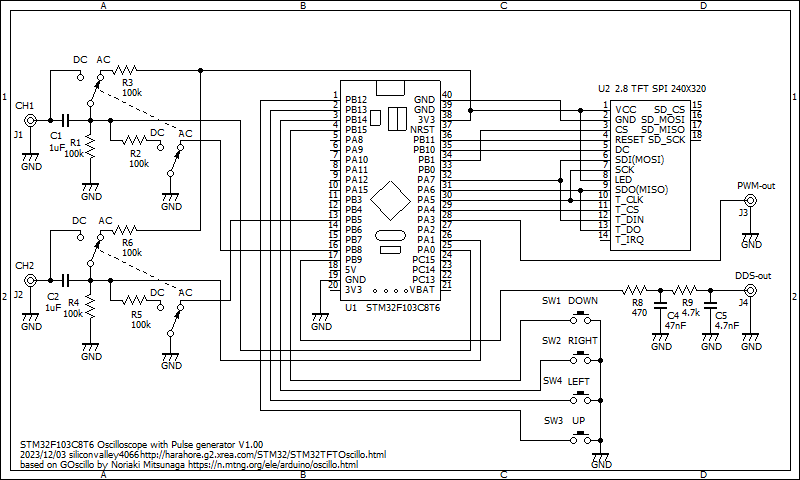 A B C D
DC AC
R3
100k
CH1
J1
GND
C1
1uF
R1
100k
GND
R2
100k
DC AC
GND
DC AC
R6
100k
CH2
J2
GND
C2
1uF
R4
100k
GND
R5
100k
DC AC
GND
1 PB12 GND 40
2 PB13 GND 39
3 PB14 3V3 38
4 PB15 NRST 37
5 PA8 PB11 36
6 PA9 PB10 35
7 PA10 PB1 34
8 PA11 PB0 33
9 PA12 PA7 32
10 PA15 PA6 31
11 PB3 PA5 30
12 PB4 PA4 29
13 PB5 PA3 28
14 PB6 PA2 27
15 PB7 PA1 26
16 PB8 PA0 25
17 PB9 PC15 24
18 5V PC14 23
19 GND PC13 22
20 3V3 VBAT 21
U1 STM32F103C8T6
GND
U2 2.8 TFT SPI 240X320
1 VCC SD_CS 15
2 GND SD_MOSI 16
3 CS SD_MISO 17
4 RESET SD_SCK 18
5 DC
6 SDI(MOSI)
7 SCK
8 LED
9 SDO(MISO)
10 T_CLK
11 T_CS
12 T_DIN
13 T_DO
14 T_IRQ
PWM-out
J3
GND
DDS-out
J4
GND
R8
470
C4
47nF
GND
R9
4.7k
C5
4.7nF
GND
SW1 DOWN
SW2 RIGHT
SW4 LEFT
SW3 UP
GND
1 1
2 2
STM32F103C8T6 Oscilloscope with Pulse generator V1.00
2023/12/03 siliconvalley4066http://harahore.g2.xrea.com/STM32/STM32TFTOscillo.html
based on GOscillo by Noriaki Mitsunaga https://n.mtng.org/ele/arduino/oscillo.html
A B C D